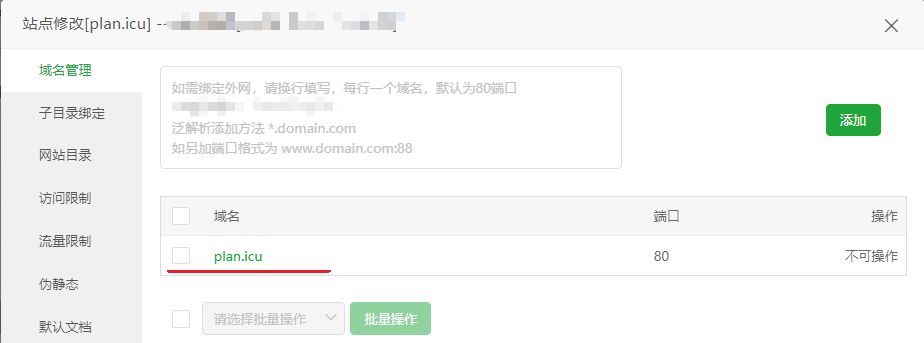 站点修改[plan.icu] --
域名管理
子目录绑定
网站目录
访问限制
流量限制
伪静态
默认文档
如需绑定外网，请换行填写，每行一个域名，默认为80端口
泛解析添加方法 *.domain.com
如另加端口格式为 www.domain.com:88
添加
域名 端口 操作
plan.icu 80 不可操作
请选择批量操作 批量操作